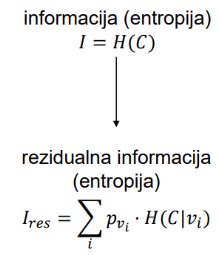 informacija (entropija)
I = H(C)
rezidualna informacija
(entropija)
I_res = ∑_i p_{v_i} · H(C|v_i)